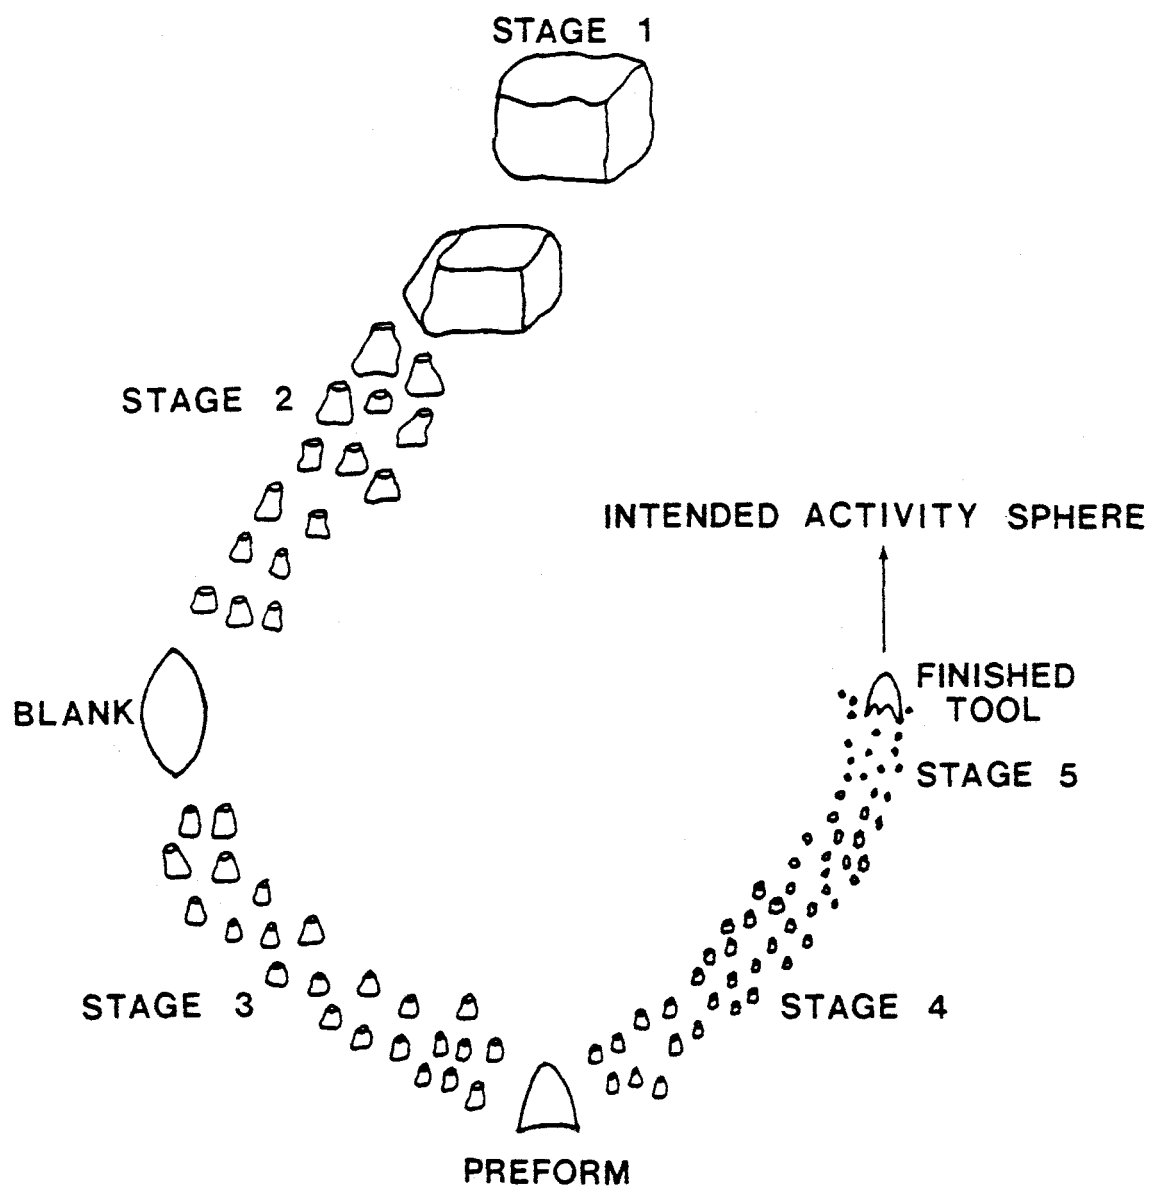 STAGE 1
STAGE 2
INTENDED ACTIVITY SPHERE
BLANK
FINISHED
TOOL
STAGE 5
STAGE 3
STAGE 4
PREFORM